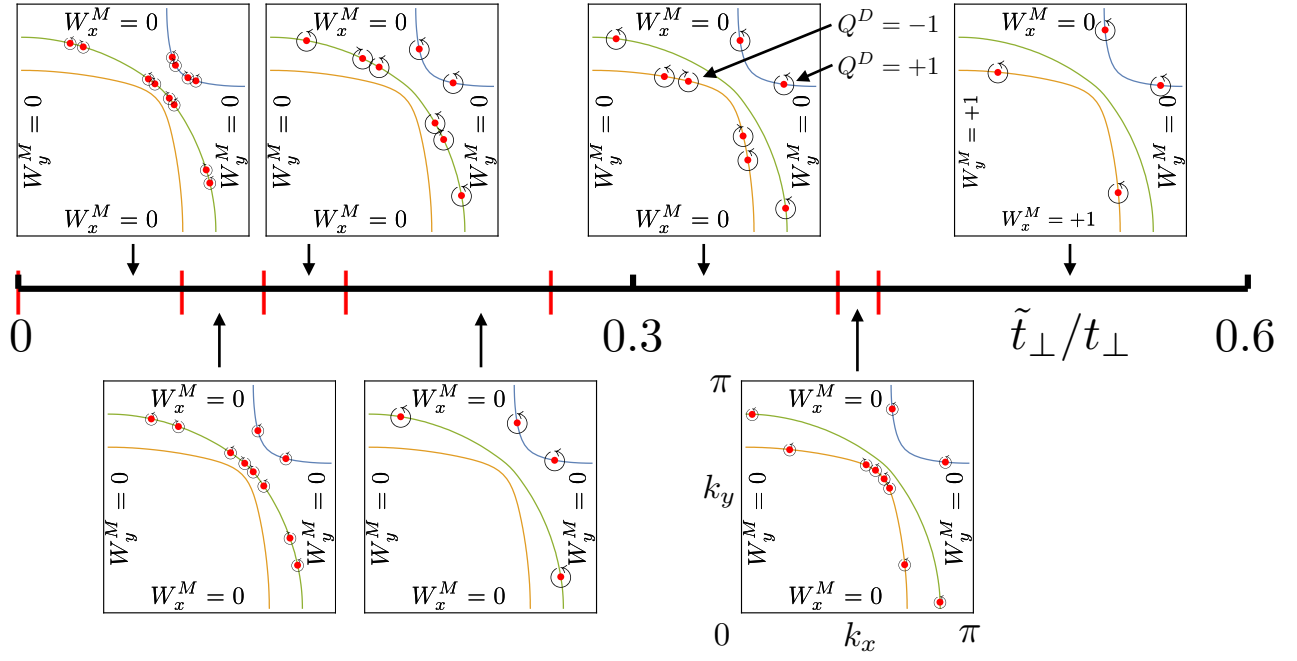 $W_x^M = 0$
$W_y^M = 0$
$W_y^M = 0$
$W_x^M = 0$
$W_x^M = 0$
$W_y^M = 0$
$W_y^M = 0$
$W_x^M = 0$
$W_x^M = 0$
$W_y^M = 0$
$W_y^M = 0$
$W_x^M = 0$
$Q^D = -1$
$Q^D = +1$
$W_x^M = 0$
$W_y^M = +1$
$W_y^M = 0$
$W_x^M = +1$
0
0.3
$\tilde{t}_\perp / t_\perp$
0.6
$W_x^M = 0$
$W_y^M = 0$
$W_y^M = 0$
$W_x^M = 0$
$W_x^M = 0$
$W_y^M = 0$
$W_y^M = 0$
$W_x^M = 0$
π
$W_x^M = 0$
$k_y$
$W_y^M = 0$
$W_y^M = 0$
$W_x^M = 0$
0
$k_x$
π